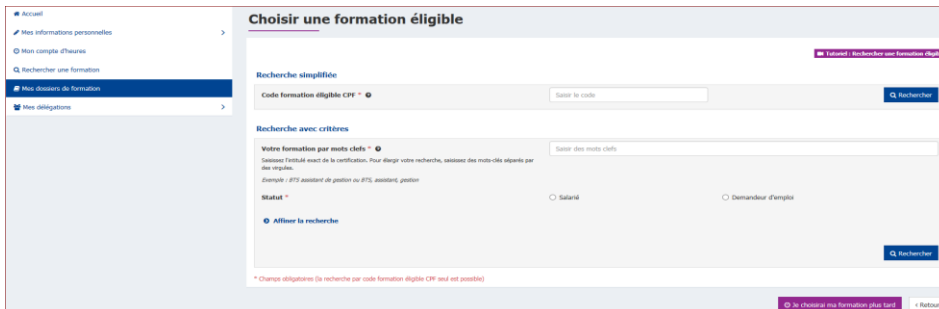 Accueil
Mes informations personnelles
Mon compte d'heures
Rechercher une formation
Mes dossiers de formation
Mes délégations
Choisir une formation éligible
Tutoriel : Rechercher une formation éligi
Recherche simplifiée
Code formation éligible CPF * Saisir le code Rechercher
Recherche avec critères
Votre formation par mots clefs * Saisir des mots clefs
Saisissez l'intitulé exact de la certification. Pour élargir votre recherche, saisissez des mots-clés séparés par
des virgules.
Exemple : BTS assistant de gestion ou BTS, assistant, gestion
Statut * Salarié Demandeur d'emploi
Affiner la recherche
Rechercher
* Champs obligatoires (la recherche par code formation éligible CPF seul est possible)
Je choisirai ma formation plus tard < Retour